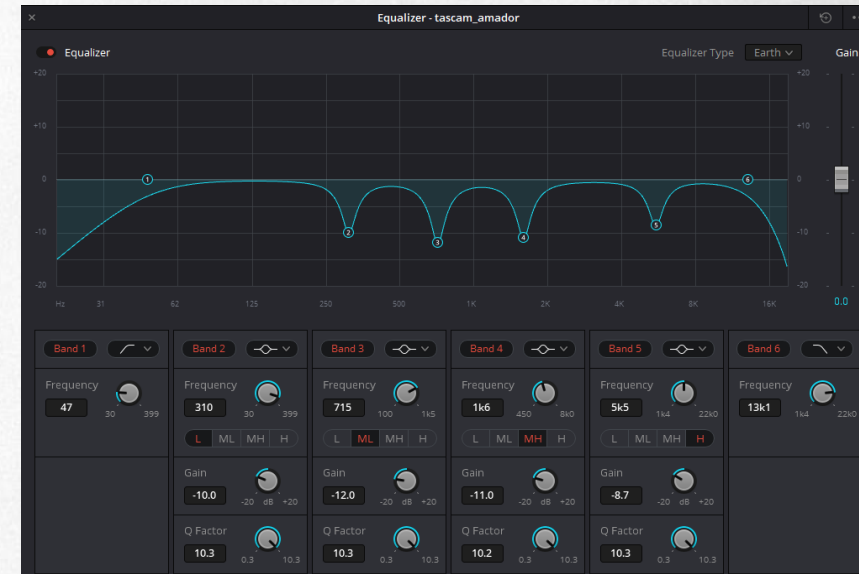 Equalizer - tascam_amador
Equalizer
Equalizer Type Earth
Gain
+20 +20
+10 +10
0 0
-10 -10
-20 -20
1 2 3 4 5 6
Hz 31 62 125 250 500 1K 2K 4K 8K 16K
0.0
Band 1 Band 2 Band 3 Band 4 Band 5 Band 6
Frequency Frequency Frequency Frequency Frequency Frequency
47 30 399 310 30 399 715 100 1k5 1k6 450 8k0 5k5 1k4 22k0 13k1 1k4 22k0
L ML MH H L ML MH H L ML MH H L ML MH H
Gain Gain Gain Gain
-10.0 -20 dB +20 -12.0 -20 dB +20 -11.0 -20 dB +20 -8.7 -20 dB +20
Q Factor Q Factor Q Factor Q Factor
10.3 0.3 10.3 10.3 0.3 10.3 10.2 0.3 10.3 10.3 0.3 10.3